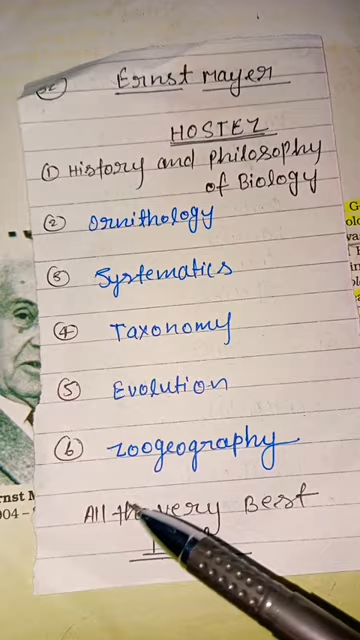 Ernst Mayer
HOSTEZ
① History and philosophy
of Biology
② Ornithology
③ Systematics
④ Taxonomy
⑤ Evolution
⑥ zoogeography
All the very Best